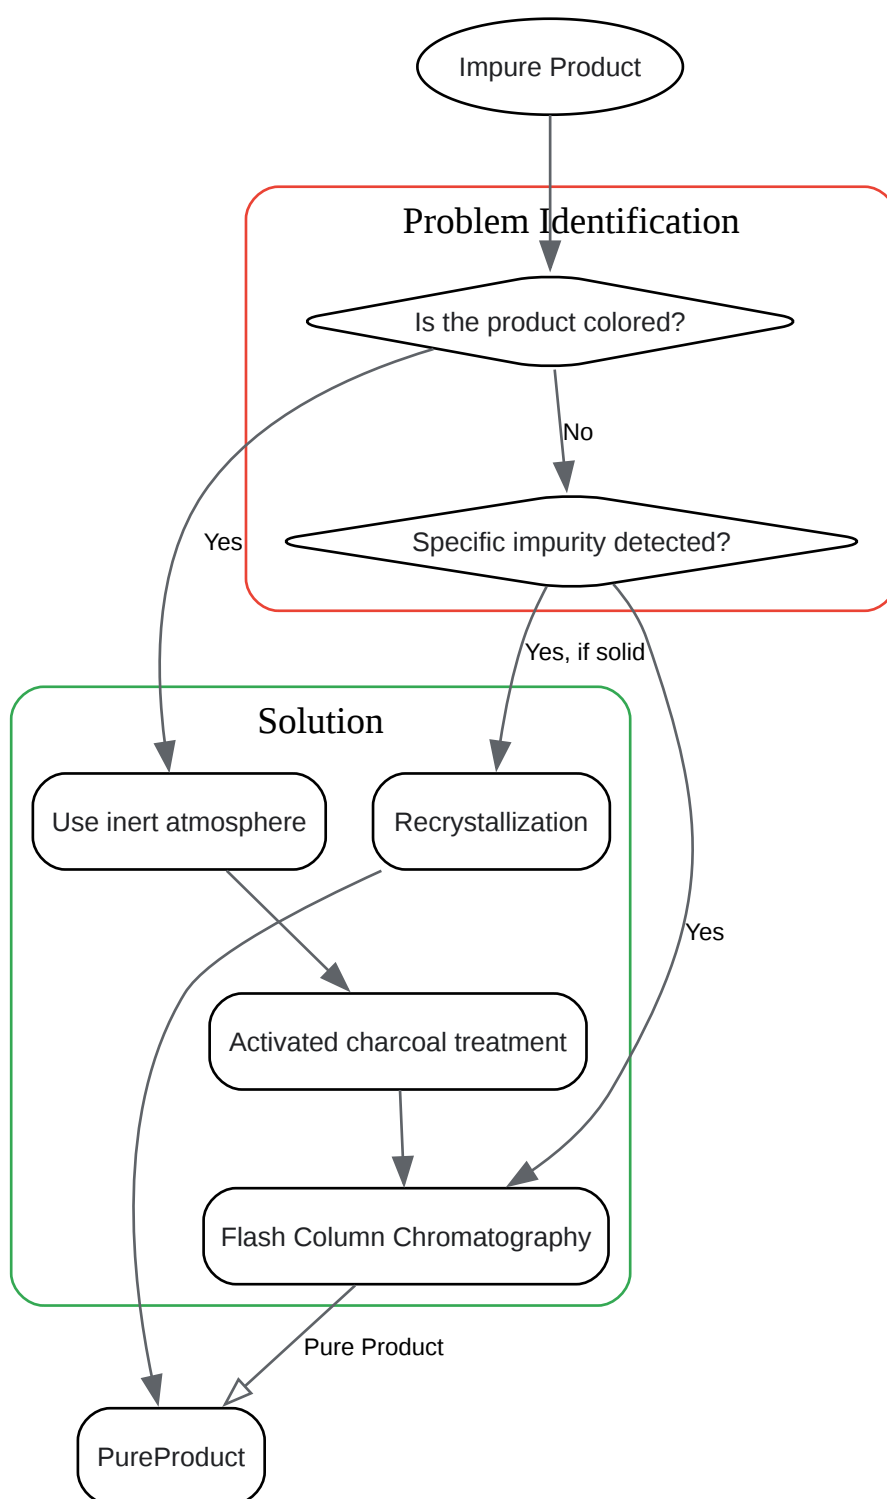 Impure Product
Problem Identification
Is the product colored?
No
Yes
Specific impurity detected?
Yes, if solid
Solution
Use inert atmosphere
Recrystallization
Yes
Activated charcoal treatment
Flash Column Chromatography
Pure Product
PureProduct